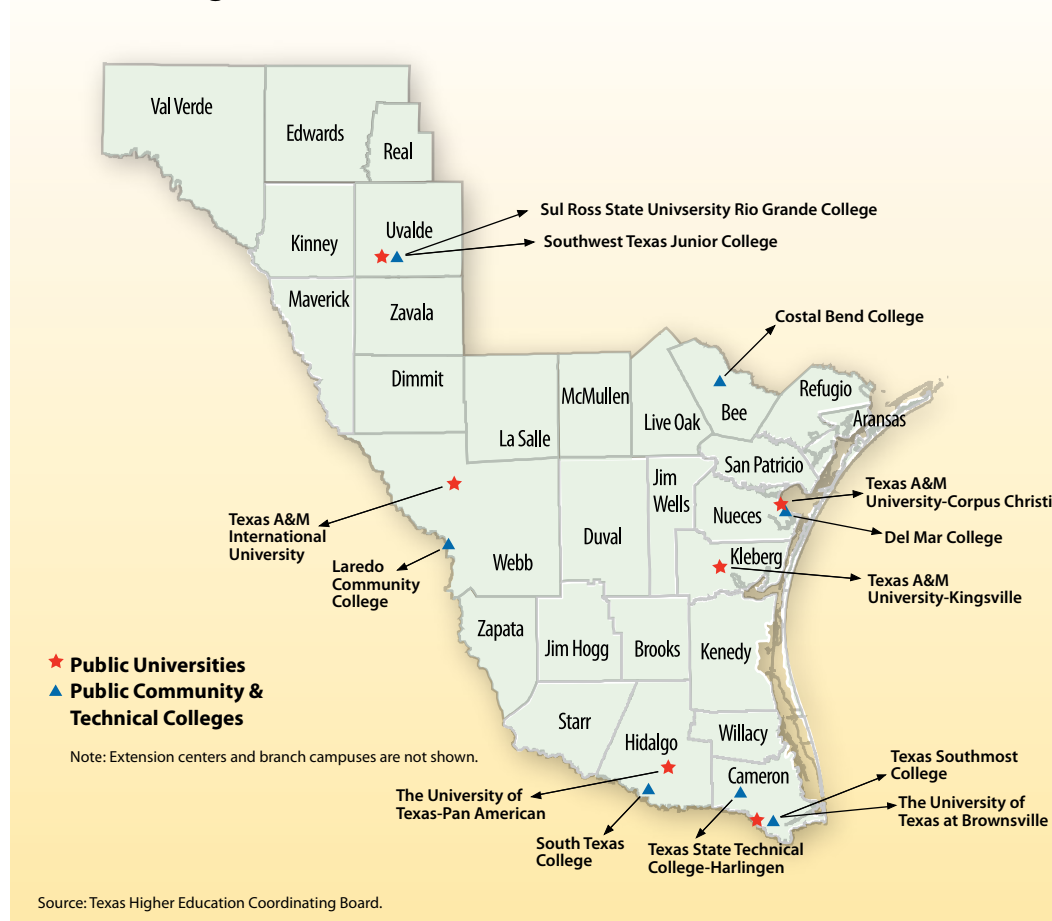 Val Verde
Edwards
Real
Sul Ross State Univsersity Rio Grande College
Uvalde
Kinney
Southwest Texas Junior College
Maverick
Zavala
Costal Bend College
Dimmit
McMullen
Refugio
Live Oak
Bee
Aransas
La Salle
San Patricio
Jim
Wells
Texas A&M
University-Corpus Christi
Nueces
Texas A&M
International
University
Duval
Del Mar College
Webb
Kleberg
Laredo
Community
College
Texas A&M
University-Kingsville
Zapata
Jim Hogg
Brooks
Kenedy
Public Universities
Public Community &
Technical Colleges
Starr
Willacy
Hidalgo
Note: Extension centers and branch campuses are not shown.
Cameron
Texas Southmost
College
The University of
Texas-Pan American
The University of
Texas at Brownsville
South Texas
College
Texas State Technical
College-Harlingen
Source: Texas Higher Education Coordinating Board.